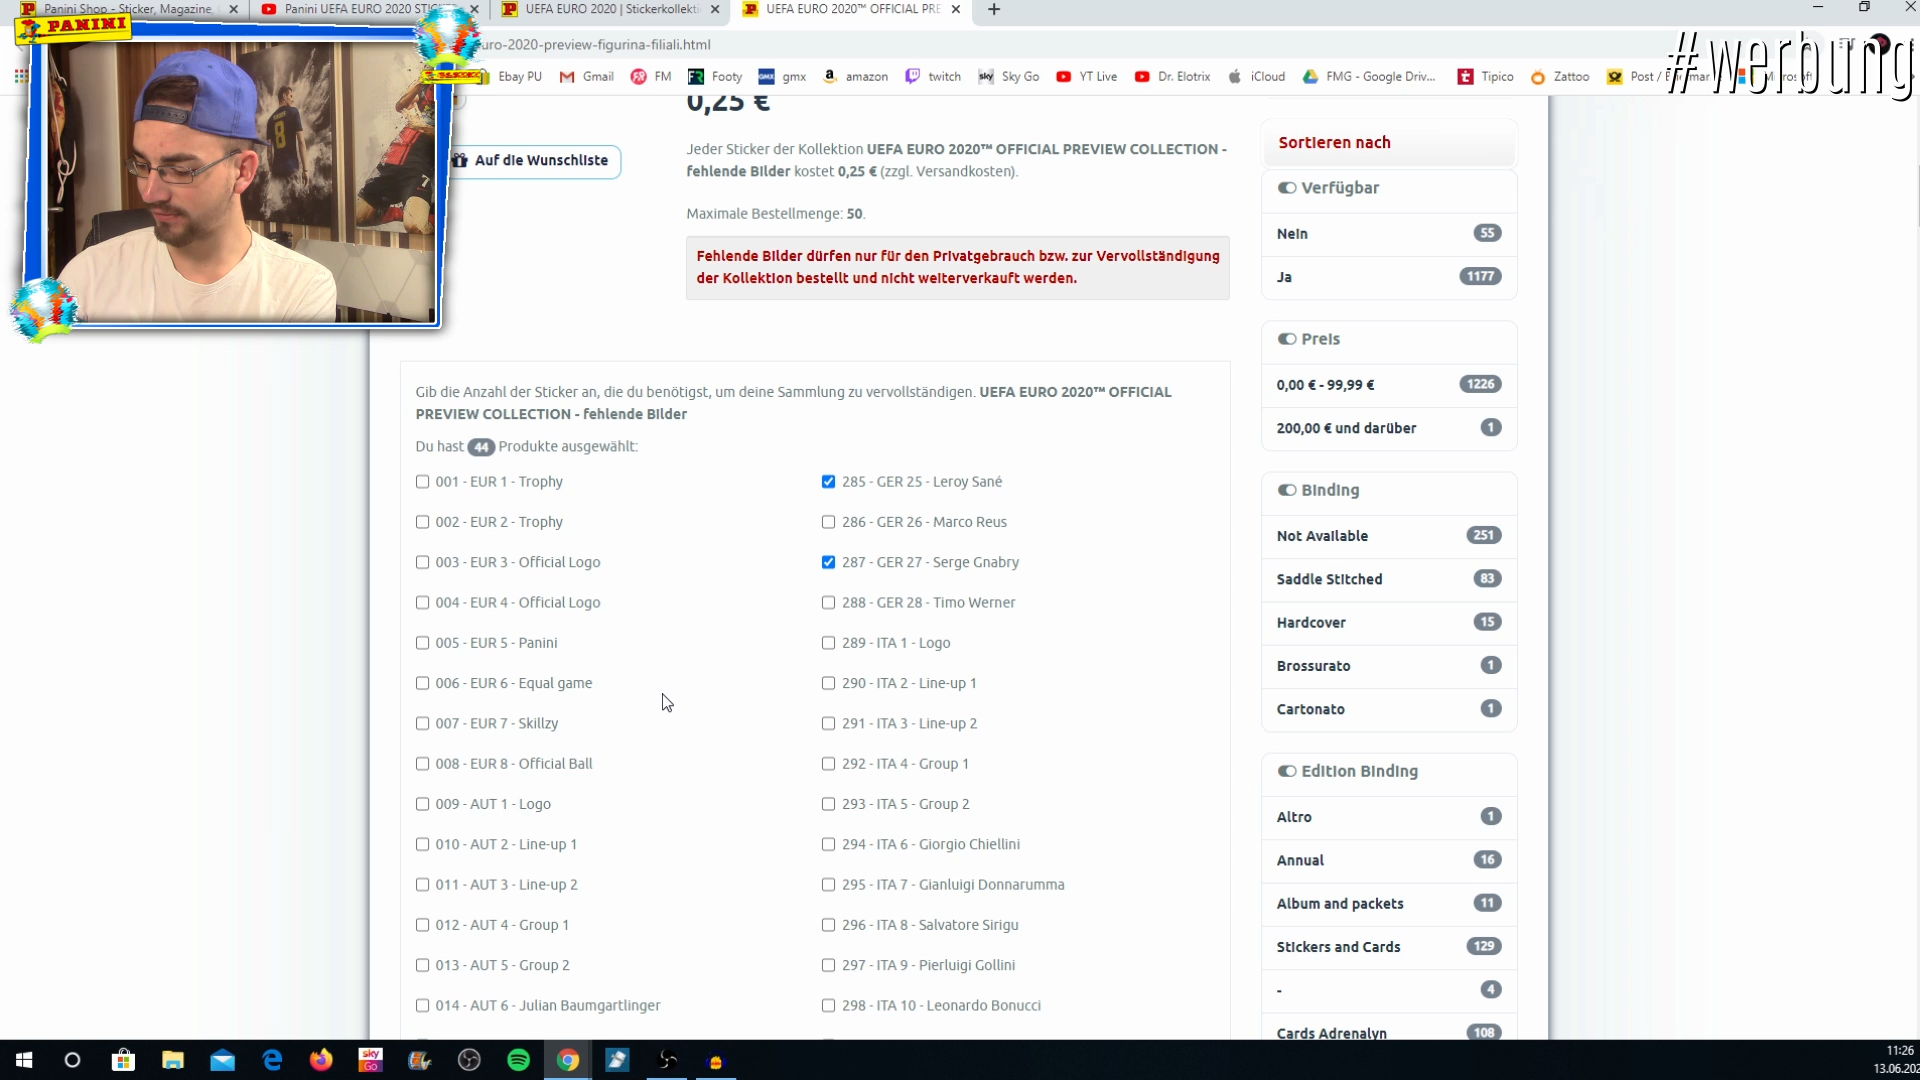 Panini Shop - Sticker, Magazine,
Panini UEFA EURO 2020
UEFA EURO 2020 | Stickerkollekti
UEFA EURO 2020™ OFFICIAL PRE
PANINI
uro-2020-preview-figurina-filiali.html
#werbung
Ebay PU
Gmail
FM
Footy
gmx
amazon
twitch
Sky Go
YT Live
Dr. Elotrix
iCloud
FMG - Google Driv...
Tipico
Zattoo
0,25 €
Auf die Wunschliste
Jeder Sticker der Kollektion UEFA EURO 2020™ OFFICIAL PREVIEW COLLECTION -
fehlende Bilder kostet 0,25 € (zzgl. Versandkosten).
Maximale Bestellmenge: 50.
Fehlende Bilder dürfen nur für den Privatgebrauch bzw. zur Vervollständigung
der Kollektion bestellt und nicht weiterverkauft werden.
Gib die Anzahl der Sticker an, die du benötigst, um deine Sammlung zu vervollständigen. UEFA EURO 2020™ OFFICIAL
PREVIEW COLLECTION - fehlende Bilder
Du hast 44 Produkte ausgewählt:
001 - EUR 1 - Trophy
002 - EUR 2 - Trophy
003 - EUR 3 - Official Logo
004 - EUR 4 - Official Logo
005 - EUR 5 - Panini
006 - EUR 6 - Equal game
007 - EUR 7 - Skillzy
008 - EUR 8 - Official Ball
009 - AUT 1 - Logo
010 - AUT 2 - Line-up 1
011 - AUT 3 - Line-up 2
012 - AUT 4 - Group 1
013 - AUT 5 - Group 2
014 - AUT 6 - Julian Baumgartlinger
285 - GER 25 - Leroy Sané
286 - GER 26 - Marco Reus
287 - GER 27 - Serge Gnabry
288 - GER 28 - Timo Werner
289 - ITA 1 - Logo
290 - ITA 2 - Line-up 1
291 - ITA 3 - Line-up 2
292 - ITA 4 - Group 1
293 - ITA 5 - Group 2
294 - ITA 6 - Giorgio Chiellini
295 - ITA 7 - Gianluigi Donnarumma
296 - ITA 8 - Salvatore Sirigu
297 - ITA 9 - Pierluigi Gollini
298 - ITA 10 - Leonardo Bonucci
Sortieren nach
Verfügbar
Nein 55
Ja 1177
Preis
0,00 € - 99,99 € 1226
200,00 € und darüber 1
Binding
Not Available 251
Saddle Stitched 83
Hardcover 15
Brossurato 1
Cartonato 1
Edition Binding
Altro 1
Annual 16
Album and packets 11
Stickers and Cards 129
- 4
Cards Adrenalyn 108
11:26
13.06.202